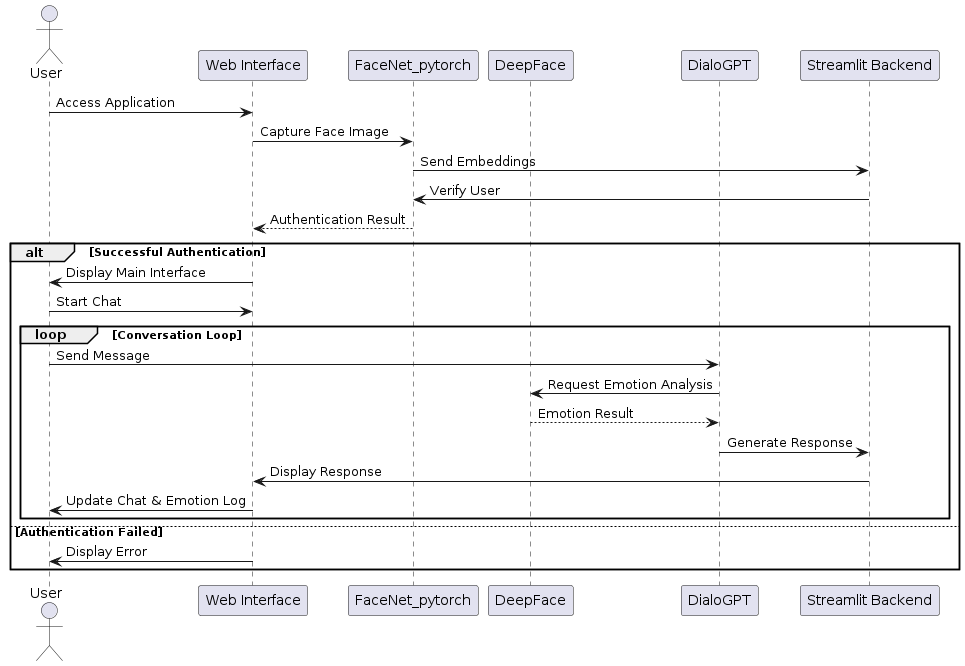 User
Web Interface
FaceNet_pytorch
DeepFace
DialoGPT
Streamlit Backend
Access Application
Capture Face Image
Send Embeddings
Verify User
Authentication Result
alt [Successful Authentication]
Display Main Interface
Start Chat
loop [Conversation Loop]
Send Message
Request Emotion Analysis
Emotion Result
Generate Response
Display Response
Update Chat & Emotion Log
[Authentication Failed]
Display Error
User
Web Interface
FaceNet_pytorch
DeepFace
DialoGPT
Streamlit Backend